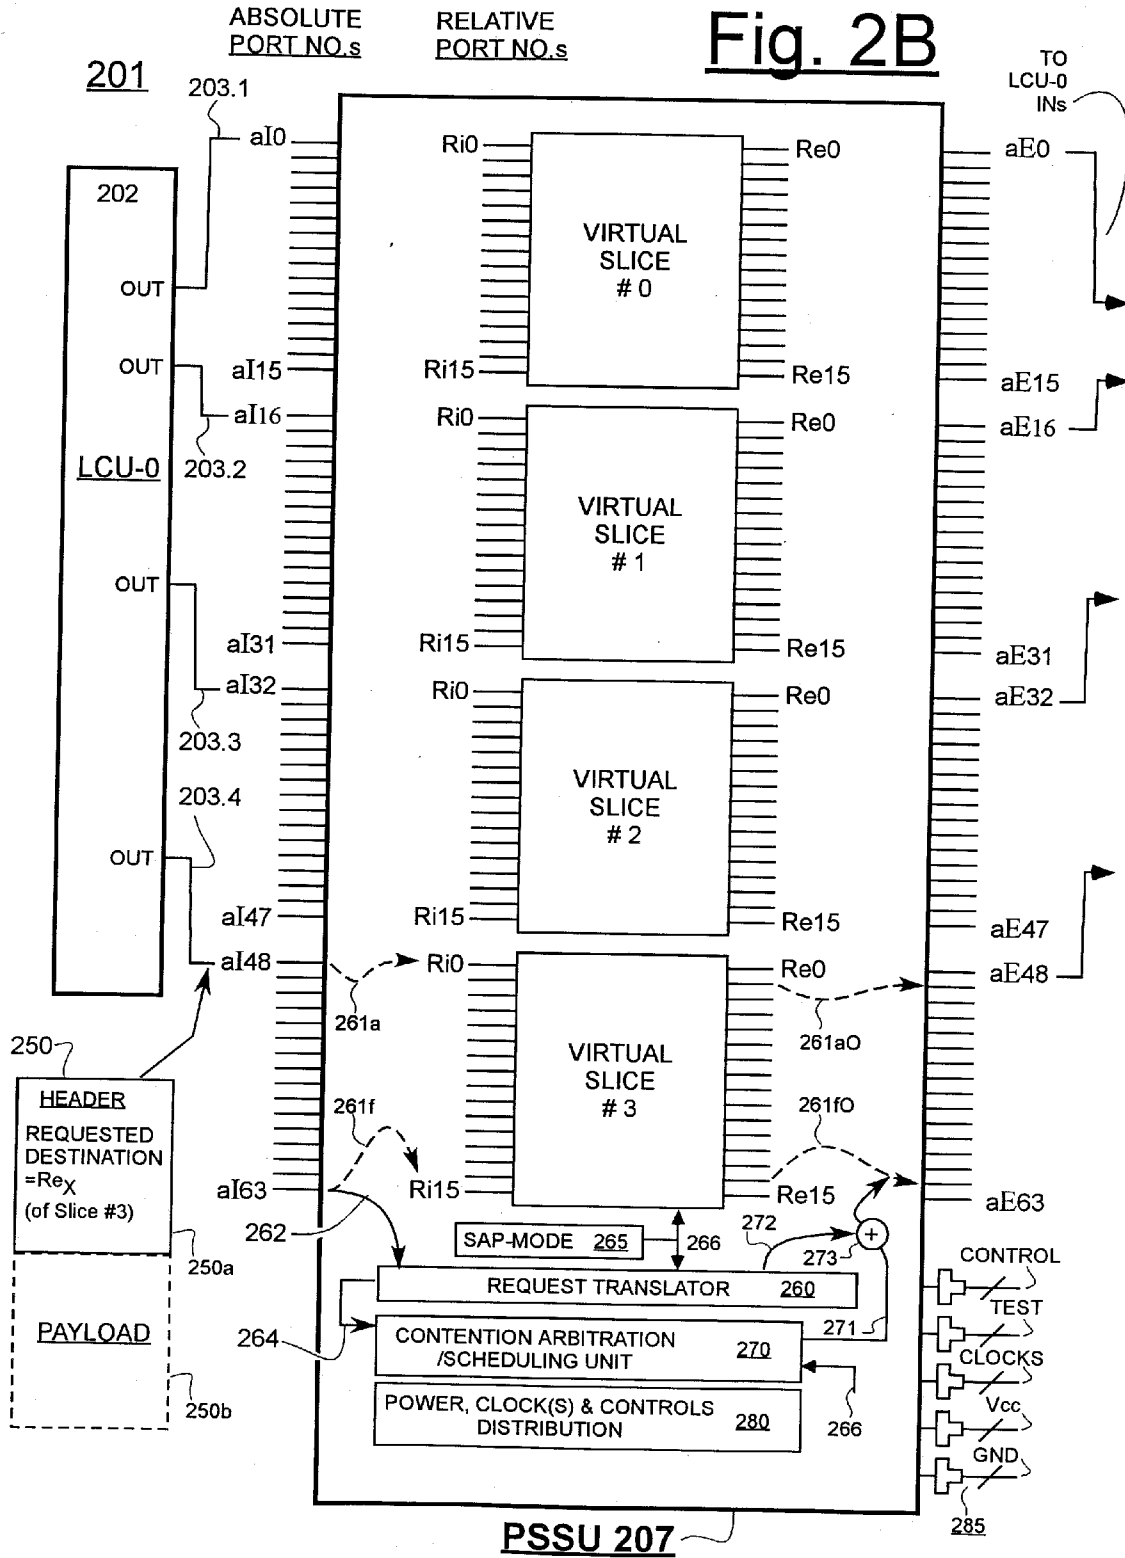 ABSOLUTE
PORT NO.s
RELATIVE
PORT NO.s
Fig. 2B
201
203.1
TO
LCU-0
INs
aI0
Ri0
Re0
aE0
202
VIRTUAL
SLICE
# 0
OUT
OUT
aI15
Ri15
Re15
aE15
aI16
Ri0
Re0
aE16
203.2
LCU-0
VIRTUAL
SLICE
# 1
OUT
aI31
Ri15
Re15
aE31
aI32
Ri0
Re0
aE32
203.3
203.4
VIRTUAL
SLICE
# 2
OUT
aI47
Ri15
Re15
aE47
aI48
Ri0
Re0
aE48
261a
261aO
250
VIRTUAL
SLICE
# 3
HEADER
REQUESTED
DESTINATION
=ReX
(of Slice #3)
261f
261fO
aI63
Ri15
Re15
aE63
262
SAP-MODE 265
266
272
273
250a
REQUEST TRANSLATOR 260
CONTROL
264
271
TEST
CONTENTION ARBITRATION
/SCHEDULING UNIT
270
CLOCKS
PAYLOAD
250b
POWER, CLOCK(S) & CONTROLS
DISTRIBUTION
280
266
Vcc
GND
285
PSSU 207